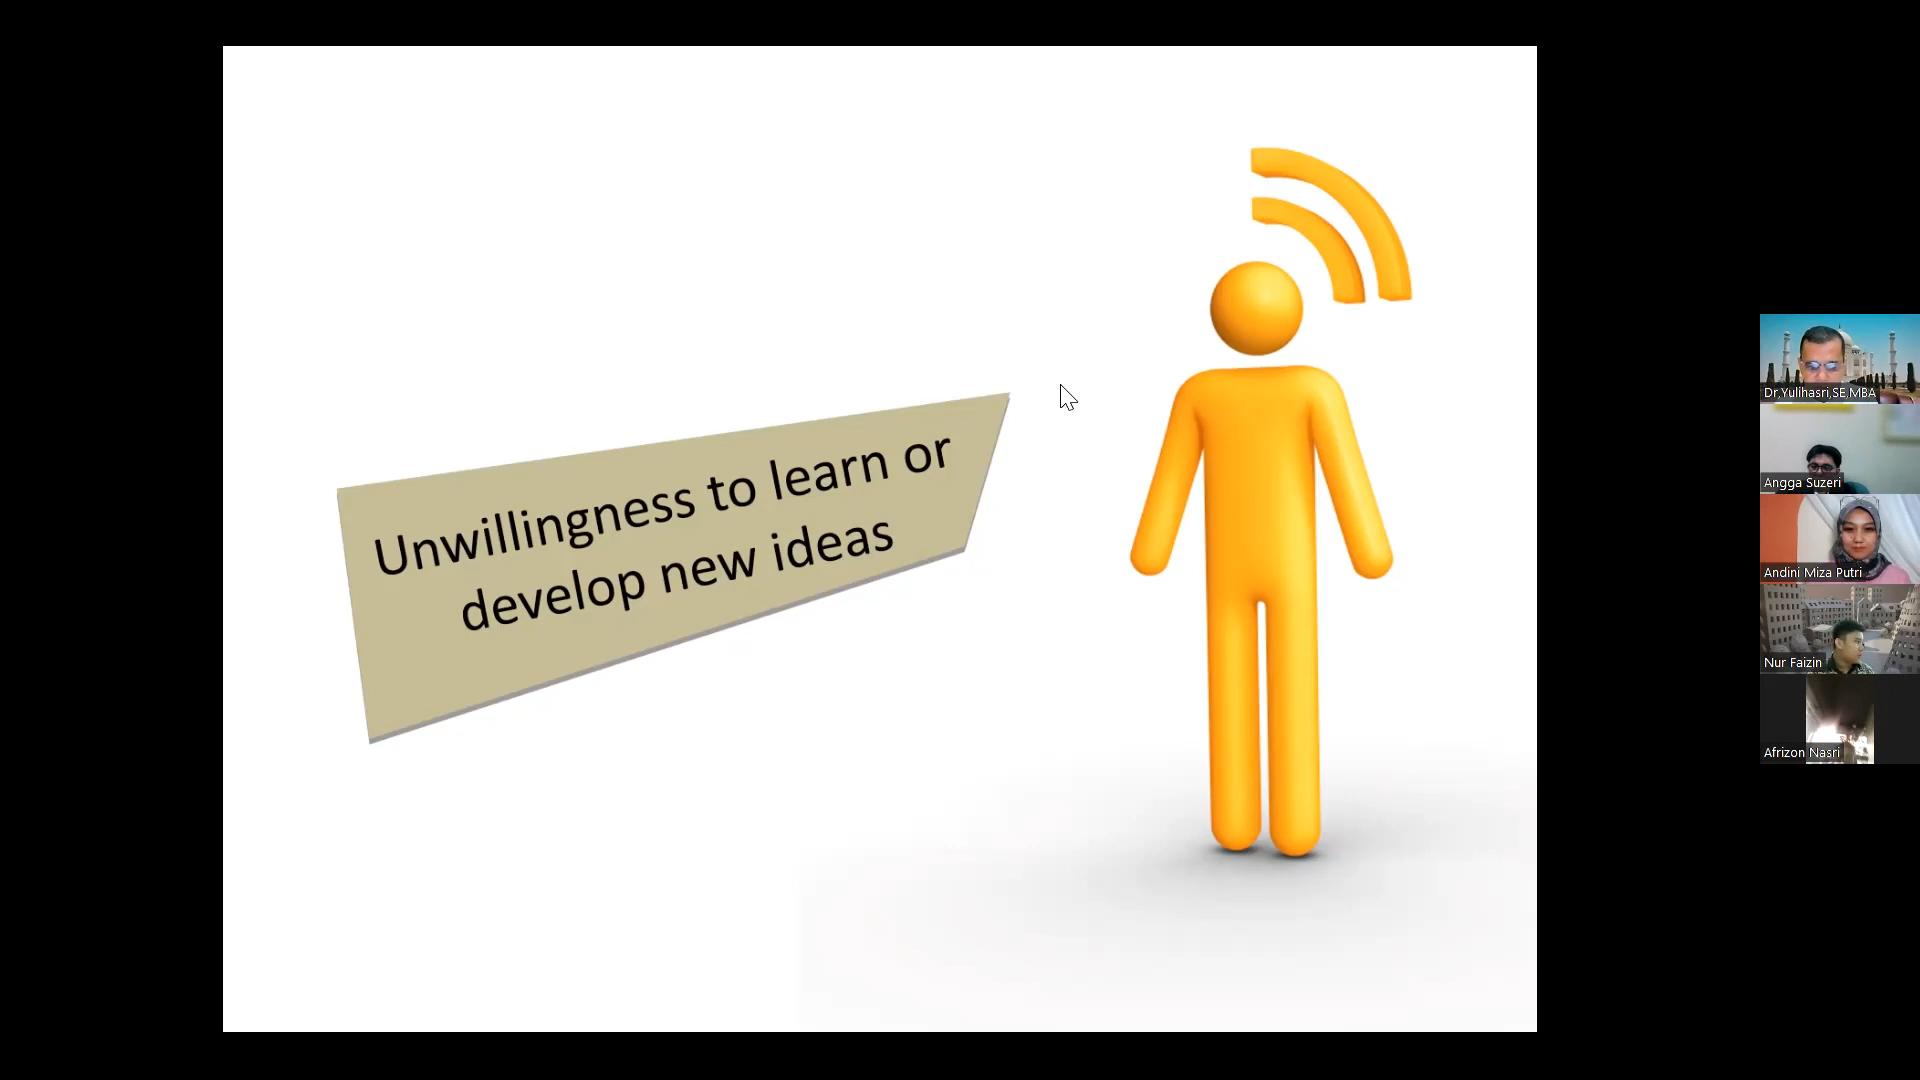 Unwillingness to learn or
develop new ideas
Dr,Yulihasri,SE,MBA
Angga Suzeri
Andini Miza Putri
Nur Faizin
Afrizon Nasri